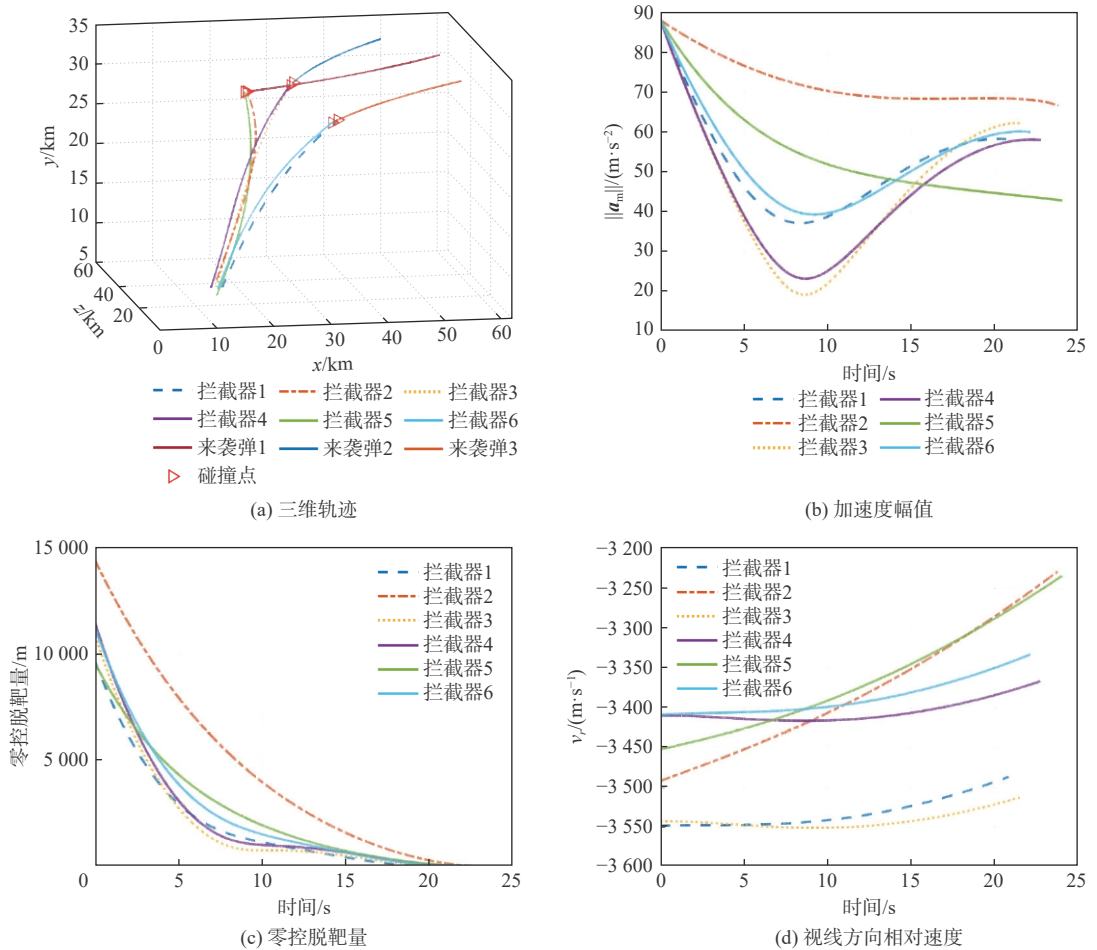 35
30
25
20
15
10
5
y/km
60
40
20
z/km
0
10
20
30
40
50
60
x/km
拦截器1
拦截器2
拦截器3
拦截器4
拦截器5
拦截器6
来袭弹1
来袭弹2
来袭弹3
碰撞点
(a) 三维轨迹
90
80
70
60
50
40
30
20
10
||a_m||/(m·s⁻²)
0
5
10
15
20
25
时间/s
拦截器1
拦截器4
拦截器2
拦截器5
拦截器3
拦截器6
(b) 加速度幅值
15 000
10 000
5 000
零控脱靶量/m
拦截器1
拦截器2
拦截器3
拦截器4
拦截器5
拦截器6
0
5
10
15
20
25
时间/s
(c) 零控脱靶量
−3 200
−3 250
−3 300
−3 350
−3 400
−3 450
−3 500
−3 550
−3 600
v_r/(m·s⁻¹)
拦截器1
拦截器2
拦截器3
拦截器4
拦截器5
拦截器6
0
5
10
15
20
25
时间/s
(d) 视线方向相对速度